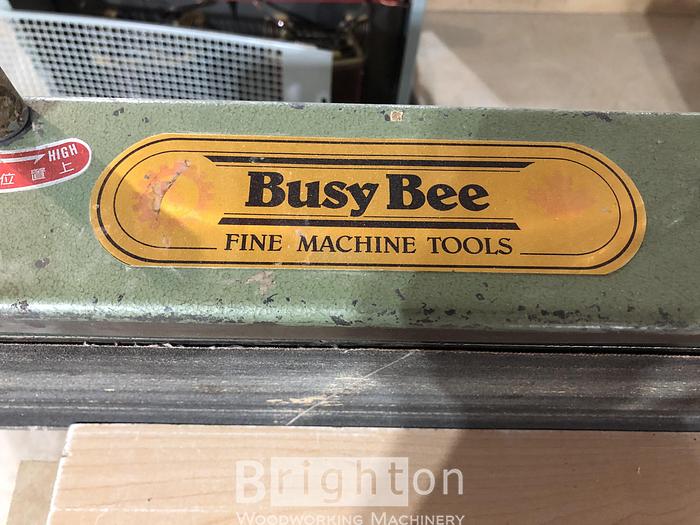 HIGH
位置上
Busy Bee
FINE MACHINE TOOLS
Brighton
WOODWORKING MACHINERY